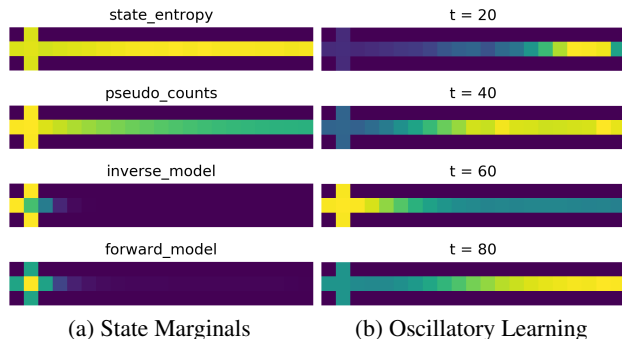 state_entropy
t = 20
pseudo_counts
t = 40
inverse_model
t = 60
forward_model
t = 80
(a) State Marginals
(b) Oscillatory Learning